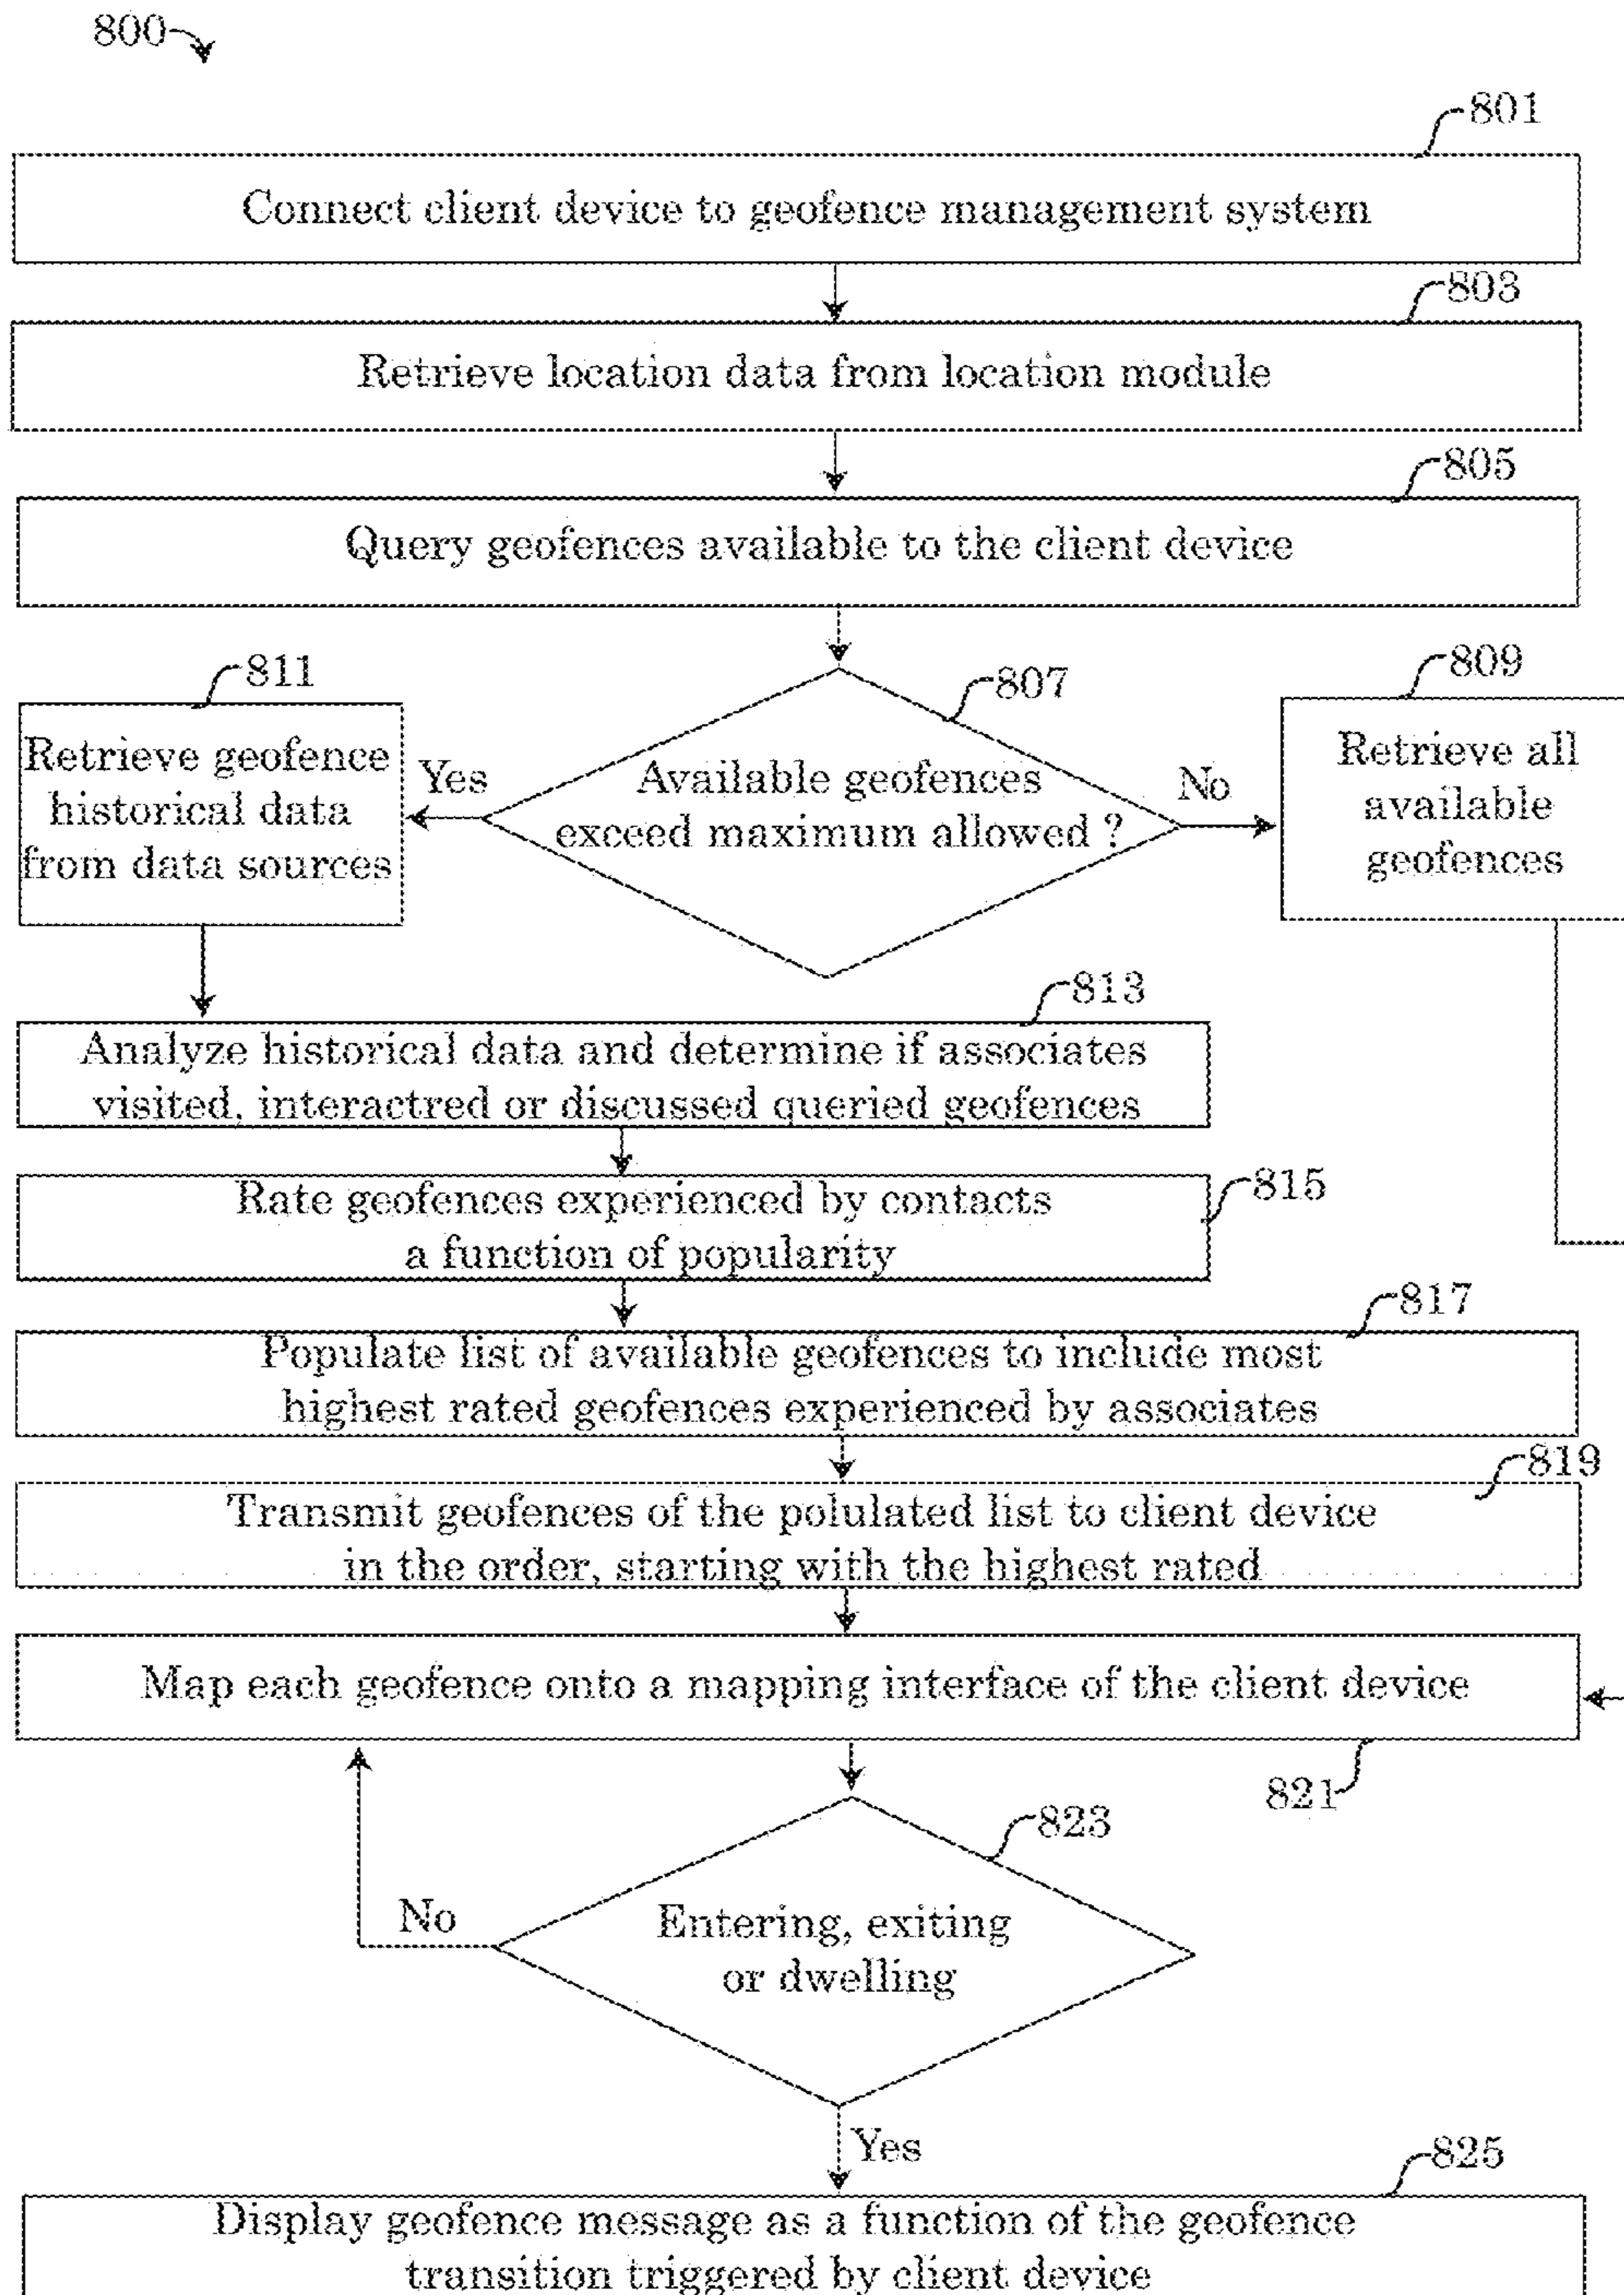 800
801
Connect client device to geofence management system
803
Retrieve location data from location module
805
Query geofences available to the client device
811
807
809
Retrieve geofence
historical data
from data sources
Yes
Available geofences
exceed maximum allowed ?
No
Retrieve all
available
geofences
813
Analyze historical data and determine if associates
visited, interactred or discussed queried geofences
815
Rate geofences experienced by contacts
a function of popularity
817
Populate list of available geofences to include most
highest rated geofences experienced by associates
819
Transmit geofences of the polulated list to client device
in the order, starting with the highest rated
Map each geofence onto a mapping interface of the client device
821
823
No
Entering, exiting
or dwelling
Yes
825
Display geofence message as a function of the geofence
transition triggered by client device